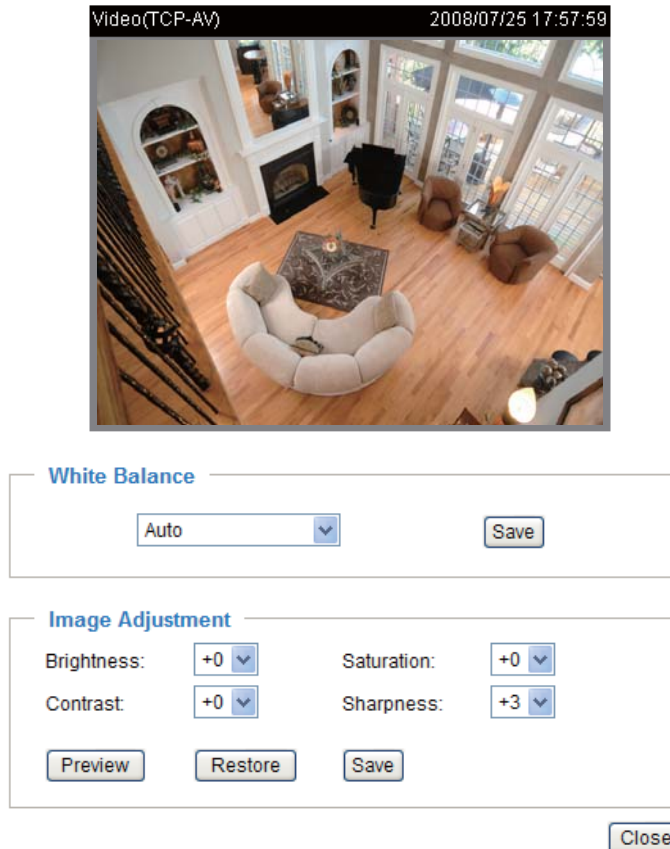 Video(TCP-AV) 2008/07/25 17:57:59
White Balance
Auto Save
Image Adjustment
Brightness: +0 Saturation: +0
Contrast: +0 Sharpness: +3
Preview Restore Save
Close